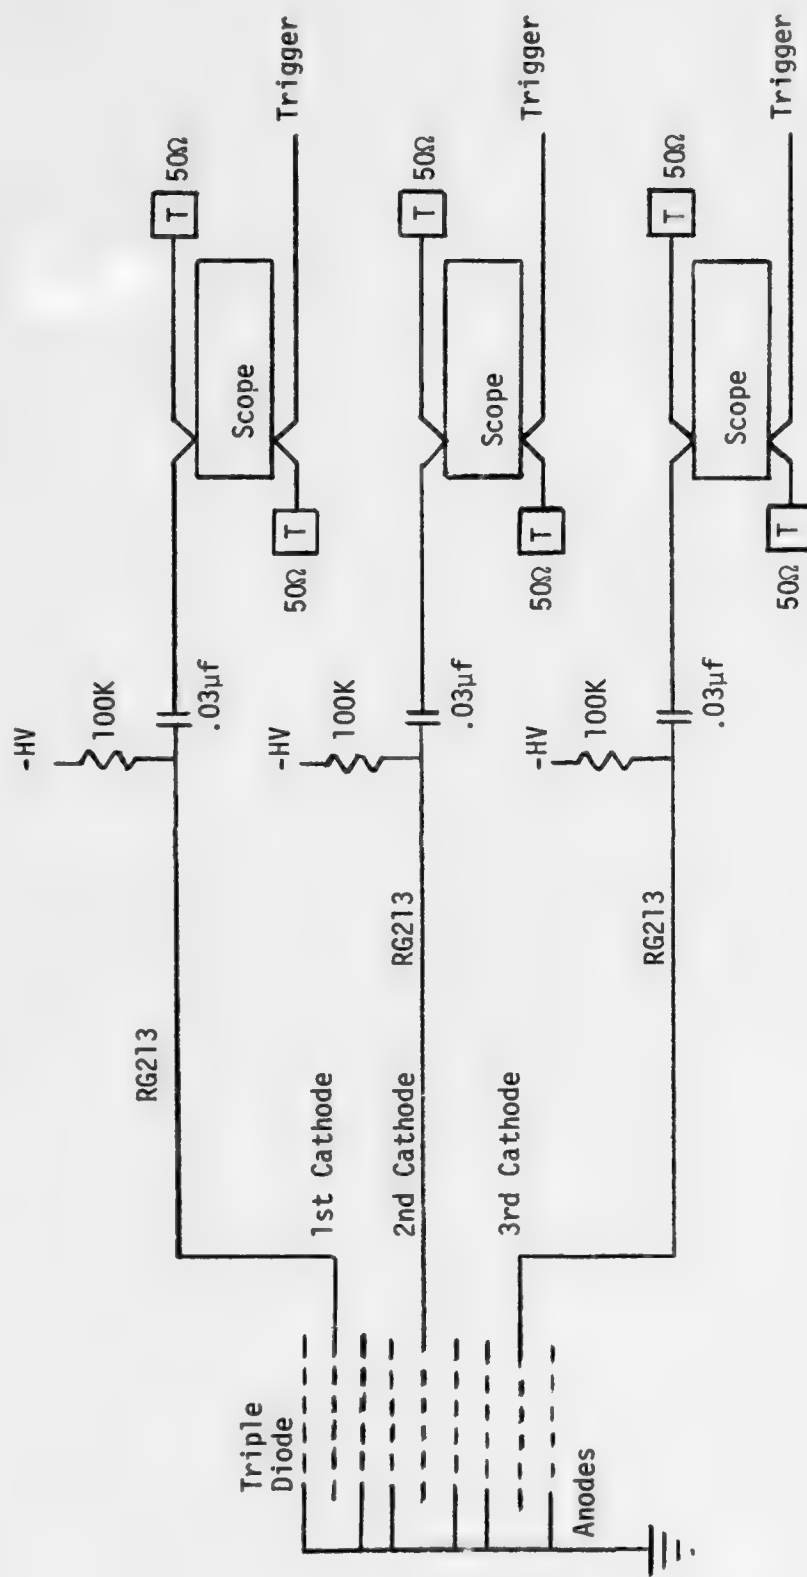 Triple
Diode
1st Cathode
RG213
-HV
100K
.03µf
T
50Ω
Scope
50Ω
T
Trigger
2nd Cathode
RG213
-HV
100K
.03µf
T
50Ω
Scope
50Ω
T
Trigger
3rd Cathode
RG213
-HV
100K
.03µf
T
50Ω
Scope
50Ω
T
Trigger
Anodes